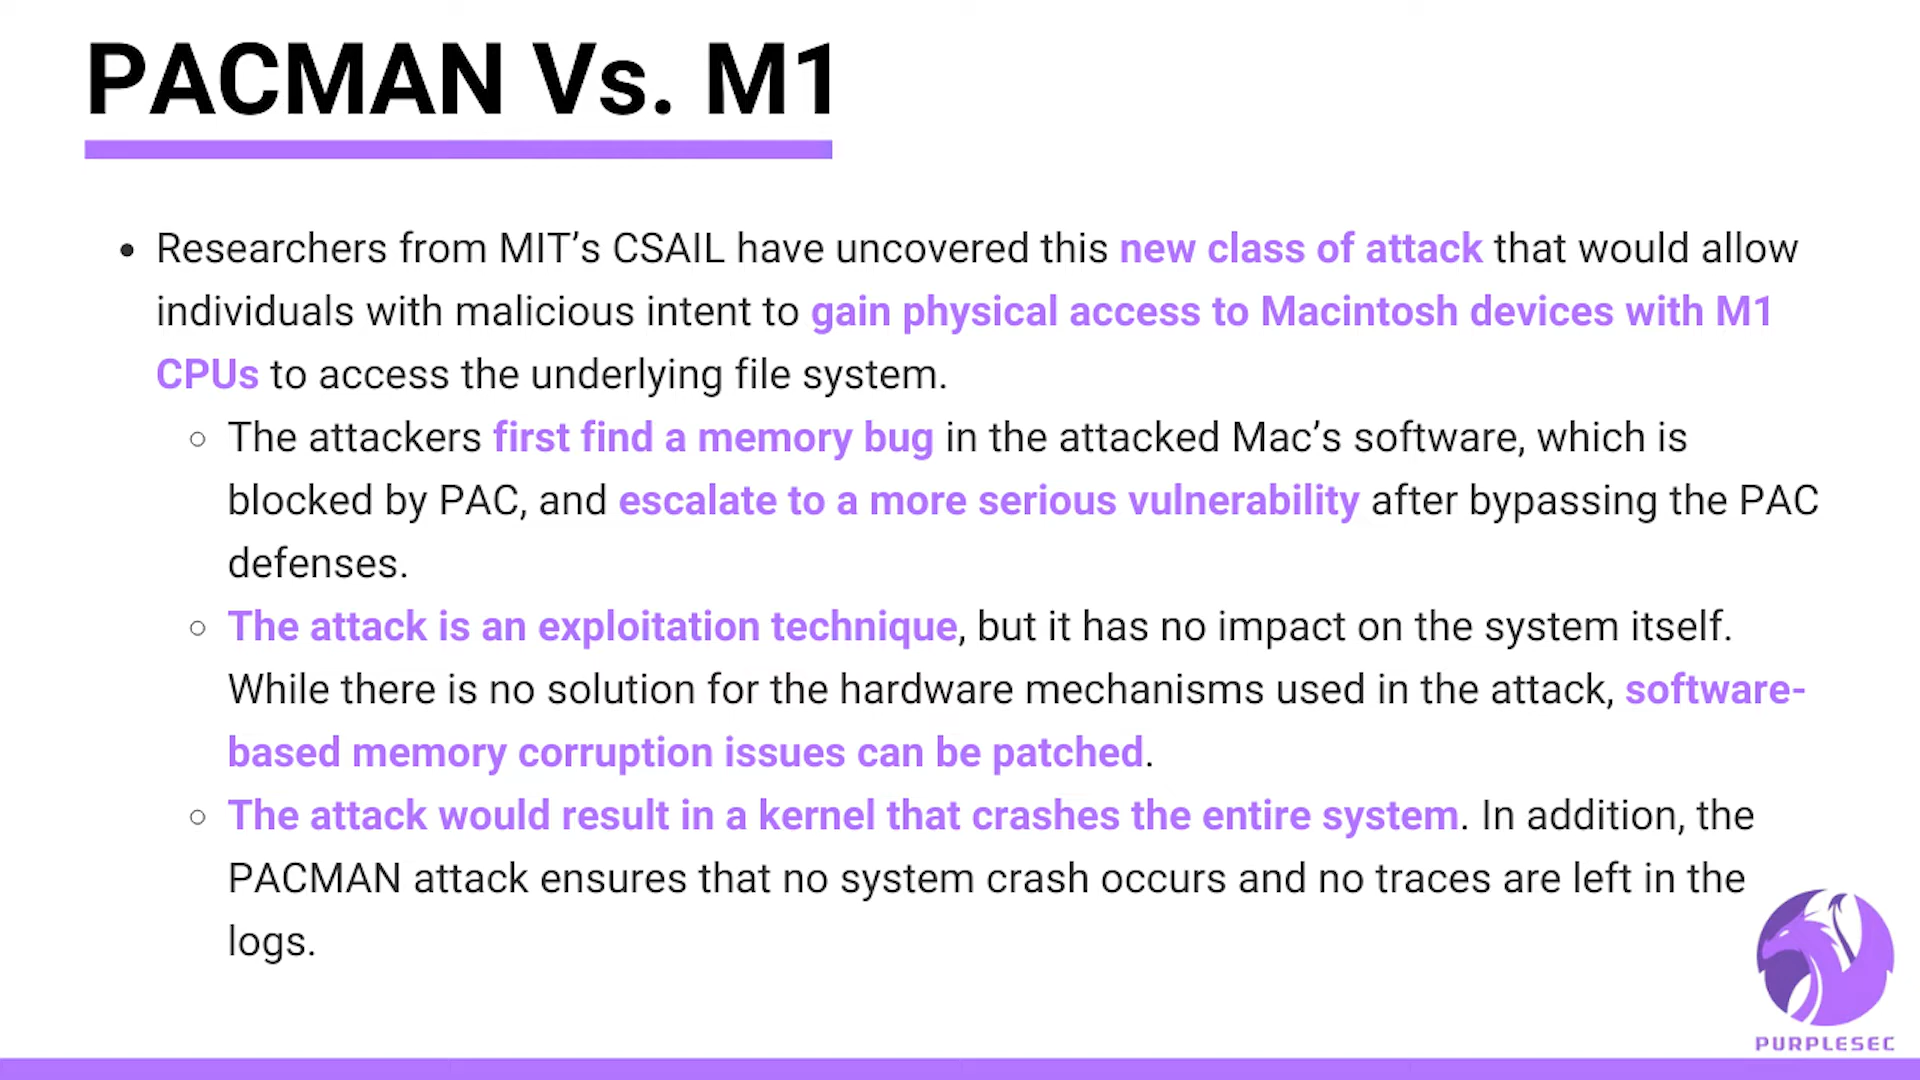 PACMAN Vs. M1
• Researchers from MIT’s CSAIL have uncovered this new class of attack that would allow
individuals with malicious intent to gain physical access to Macintosh devices with M1
CPUs to access the underlying file system.
○ The attackers first find a memory bug in the attacked Mac’s software, which is
blocked by PAC, and escalate to a more serious vulnerability after bypassing the PAC
defenses.
○ The attack is an exploitation technique, but it has no impact on the system itself.
While there is no solution for the hardware mechanisms used in the attack, software-
based memory corruption issues can be patched.
○ The attack would result in a kernel that crashes the entire system. In addition, the
PACMAN attack ensures that no system crash occurs and no traces are left in the
logs.
PURPLESEC